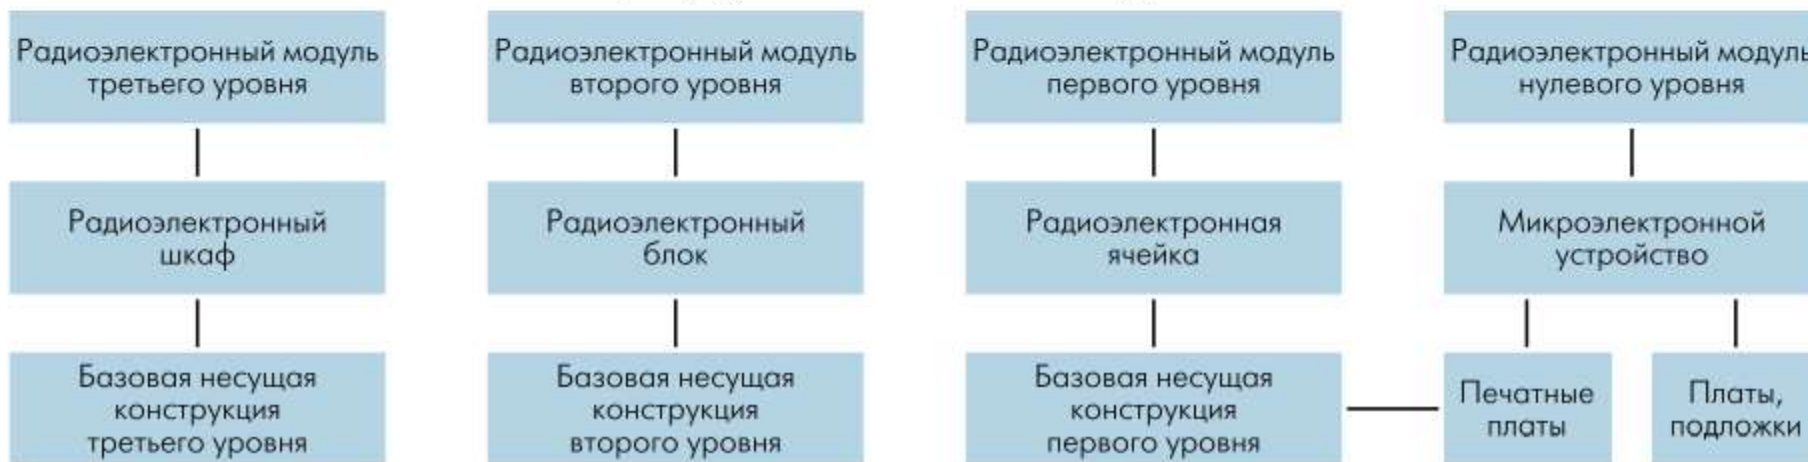 Радиоэлектронный модуль
третьего уровня
Радиоэлектронный модуль
второго уровня
Радиоэлектронный модуль
первого уровня
Радиоэлектронный модуль
нулевого уровня
Радиоэлектронный
шкаф
Радиоэлектронный
блок
Радиоэлектронная
ячейка
Микроэлектронной
устройство
Базовая несущая
конструкция
третьего уровня
Базовая несущая
конструкция
второго уровня
Базовая несущая
конструкция
первого уровня
Печатные
платы
Платы,
подложки